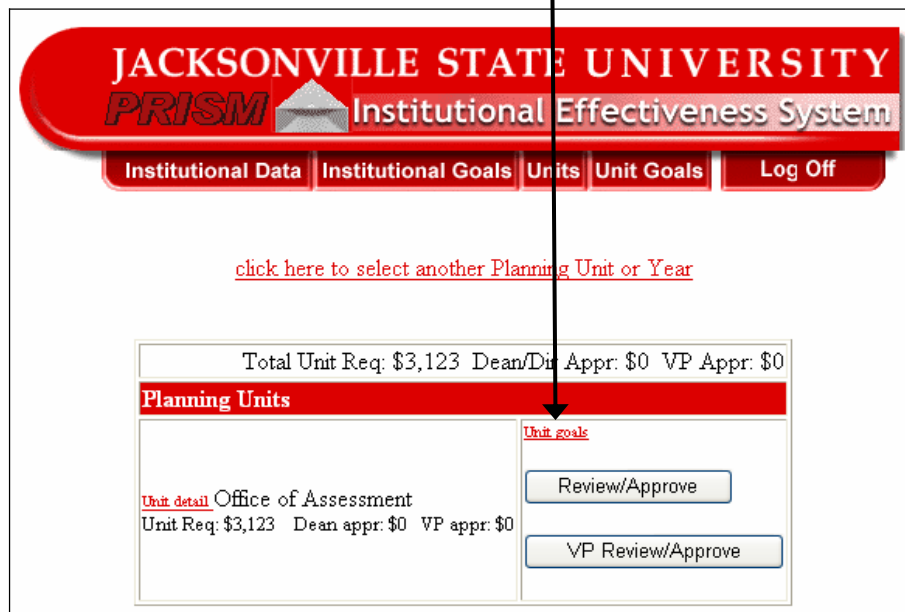 JACKSONVILLE STATE UNIVERSITY
PRISM Institutional Effectiveness System
Institutional Data Institutional Goals Units Unit Goals Log Off
click here to select another Planning Unit or Year
Total Unit Req: $3,123 Dean/Dir Appr: $0 VP Appr: $0
Planning Units
Unit goals
Review/Approve
Unit detail Office of Assessment
Unit Req: $3,123 Dean appr: $0 VP appr: $0
VP Review/Approve